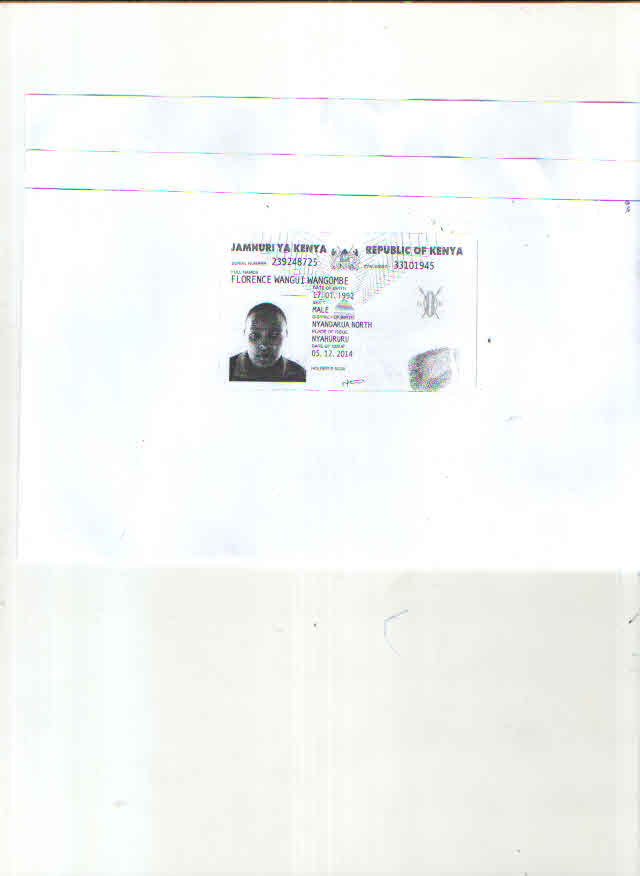 JAMHURI YA KENYA REPUBLIC OF KENYA
SERIAL NUMBER: 239248725 ID NUMBER: 33101945
FULL NAMES
FLORENCE WANGUI WANGOMBE
DATE OF BIRTH
17. 01. 1992
SEX
MALE
DISTRICT OF BIRTH
NYANDARUA NORTH
PLACE OF ISSUE
NYAHURURU
DATE OF ISSUE
05. 12. 2014
HOLDER'S SIGN.